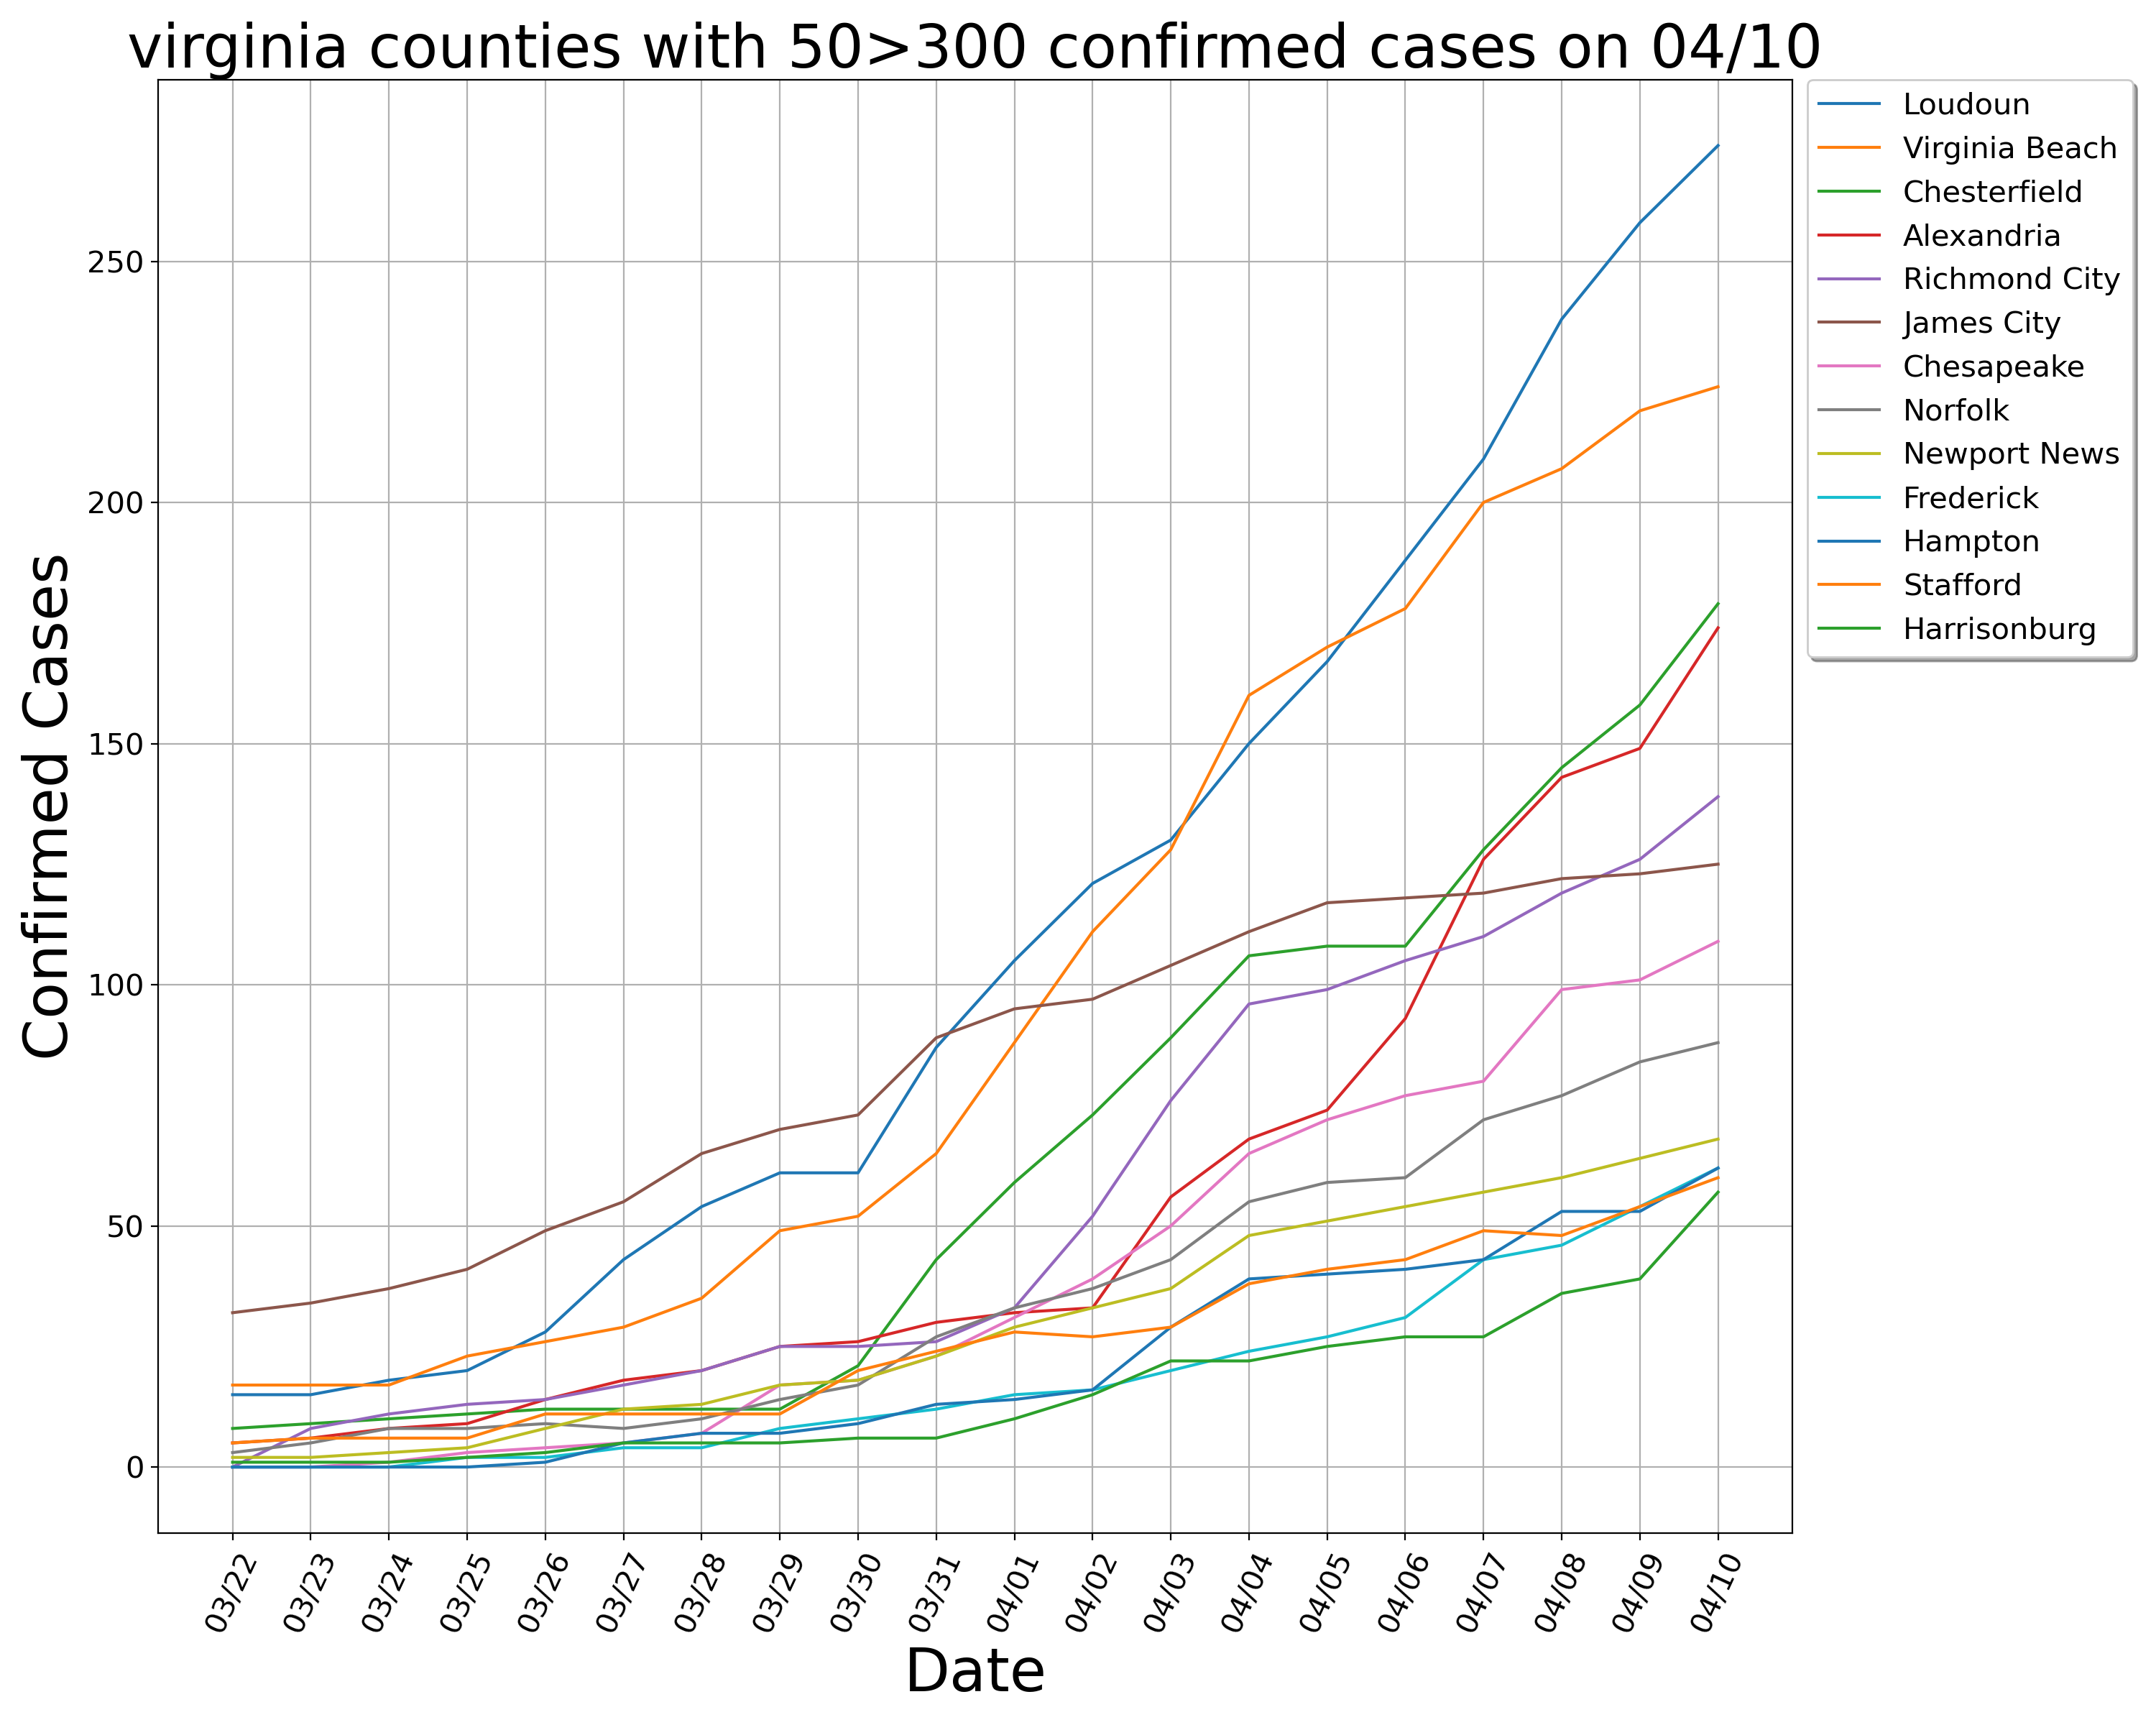 virginia counties with 50>300 confirmed cases on 04/10
Loudoun
Virginia Beach
Chesterfield
Alexandria
Richmond City
James City
Chesapeake
Norfolk
Newport News
Frederick
Hampton
Stafford
Harrisonburg
Confirmed Cases
250
200
150
100
50
0
03/22
03/23
03/24
03/25
03/26
03/27
03/28
03/29
03/30
03/31
04/01
04/02
04/03
04/04
04/05
04/06
04/07
04/08
04/09
04/10
Date